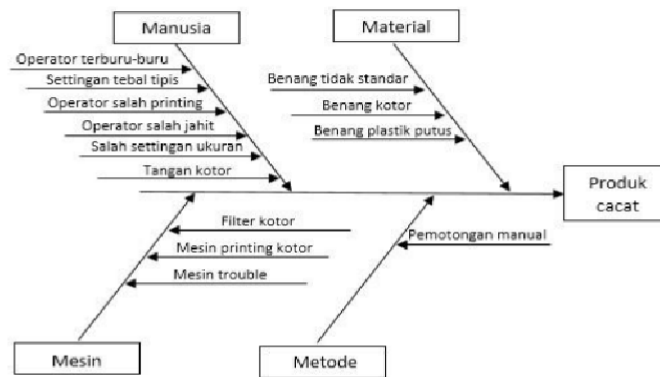 Manusia
Material
Operator terburu-buru
Settingan tebal tipis
Operator salah printing
Operator salah jahit
Salah settingan ukuran
Tangan kotor
Benang tidak standar
Benang kotor
Benang plastik putus
Produk
cacat
Filter kotor
Mesin printing kotor
Mesin trouble
Pemotongan manual
Mesin
Metode